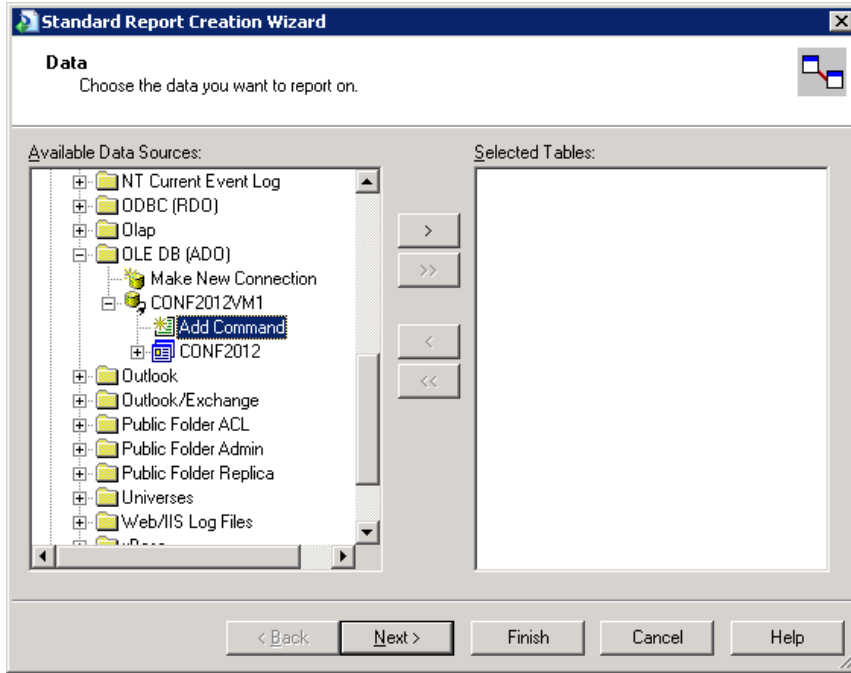 Standard Report Creation Wizard
Data
Choose the data you want to report on.
Available Data Sources:
Selected Tables:
NT Current Event Log
ODBC (RDO)
Olap
OLE DB (ADO)
Make New Connection
CONF2012VM1
Add Command
CONF2012
Outlook
Outlook/Exchange
Public Folder ACL
Public Folder Admin
Public Folder Replica
Universes
Web/IIS Log Files
>
>>
<
<<
< Back
Next >
Finish
Cancel
Help